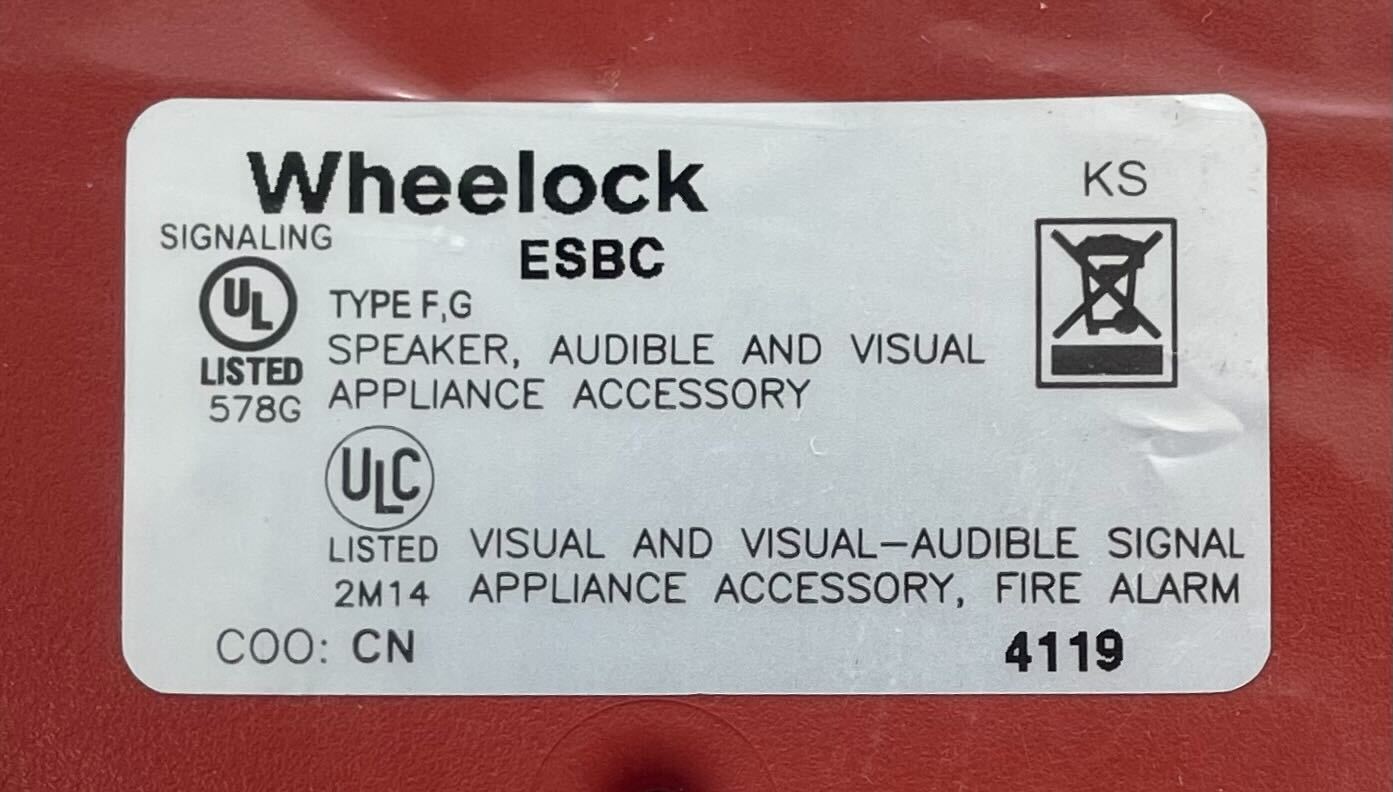 Wheelock
KS
SIGNALING
ESBC
UL
TYPE F,G
LISTED
SPEAKER, AUDIBLE AND VISUAL
578G
APPLIANCE ACCESSORY
ULC
LISTED
VISUAL AND VISUAL-AUDIBLE SIGNAL
2M14
APPLIANCE ACCESSORY, FIRE ALARM
COO: CN
4119